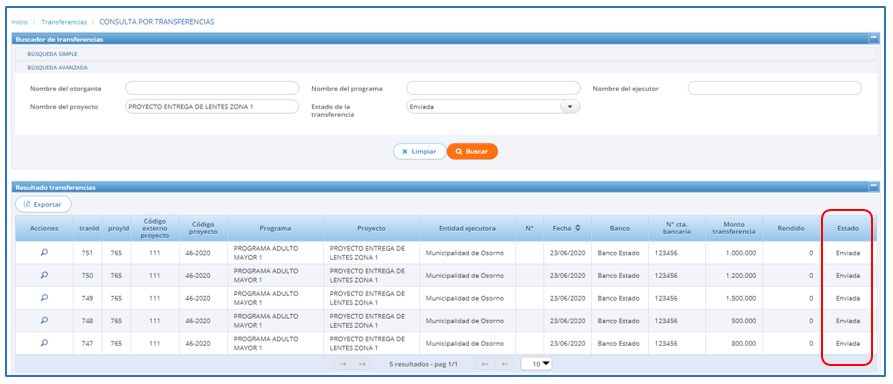 Inicio / Transferencias / CONSULTA POR TRANSFERENCIAS
Buscador de transferencias
BÚSQUEDA SIMPLE
BÚSQUEDA AVANZADA
Nombre del otorgante Nombre del programa Nombre del ejecutor
Nombre del proyecto PROYECTO ENTREGA DE LENTES ZONA 1 Estado de la transferencia Enviada
Limpiar Buscar
Resultado transferencias
Exportar
Acciones tranId proyId Código externo proyecto Código proyecto Programa Proyecto Entidad ejecutora N° Fecha Banco N° cta. bancaria Monto transferencia Rendido Estado
751 765 111 46-2020 PROGRAMA ADULTO MAYOR 1 PROYECTO ENTREGA DE LENTES ZONA 1 Municipalidad de Osorno 23/06/2020 Banco Estado 123456 1.000.000 0 Enviada
750 765 111 46-2020 PROGRAMA ADULTO MAYOR 1 PROYECTO ENTREGA DE LENTES ZONA 1 Municipalidad de Osorno 23/06/2020 Banco Estado 123456 1.200.000 0 Enviada
749 765 111 46-2020 PROGRAMA ADULTO MAYOR 1 PROYECTO ENTREGA DE LENTES ZONA 1 Municipalidad de Osorno 23/06/2020 Banco Estado 123456 1.500.000 0 Enviada
748 765 111 46-2020 PROGRAMA ADULTO MAYOR 1 PROYECTO ENTREGA DE LENTES ZONA 1 Municipalidad de Osorno 23/06/2020 Banco Estado 123456 500.000 0 Enviada
747 765 111 46-2020 PROGRAMA ADULTO MAYOR 1 PROYECTO ENTREGA DE LENTES ZONA 1 Municipalidad de Osorno 23/06/2020 Banco Estado 123456 800.000 0 Enviada
5 resultados - pag 1/1 10